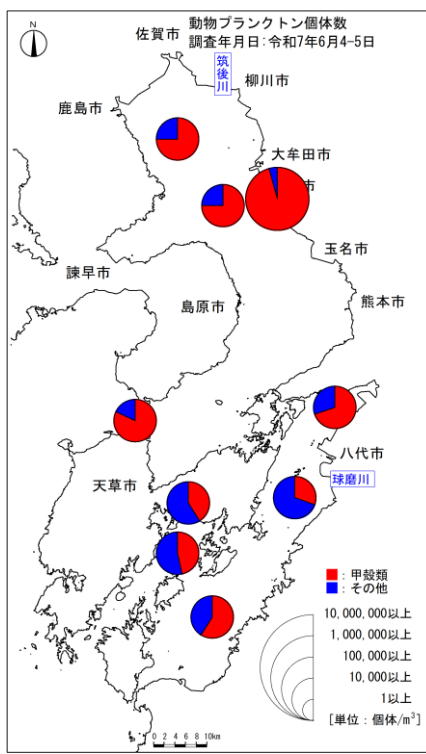 動物プランクトン個体数
調査年月日:令和7年6月4-5日
N
佐賀市
筑後川
柳川市
鹿島市
大牟田市
市
玉名市
諫早市
島原市
熊本市
八代市
球磨川
天草市
:甲殻類
:その他
10,000,000以上
1,000,000以上
100,000以上
10,000以上
1以上
[単位:個体/m³]
0 2 4 6 8 10km